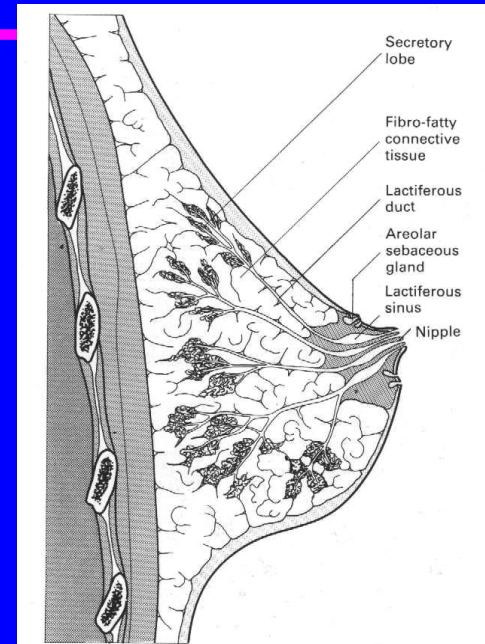 Secretory
lobe
Fibro-fatty
connective
tissue
Lactiferous
duct
Areolar
sebaceous
gland
Lactiferous
sinus
Nipple